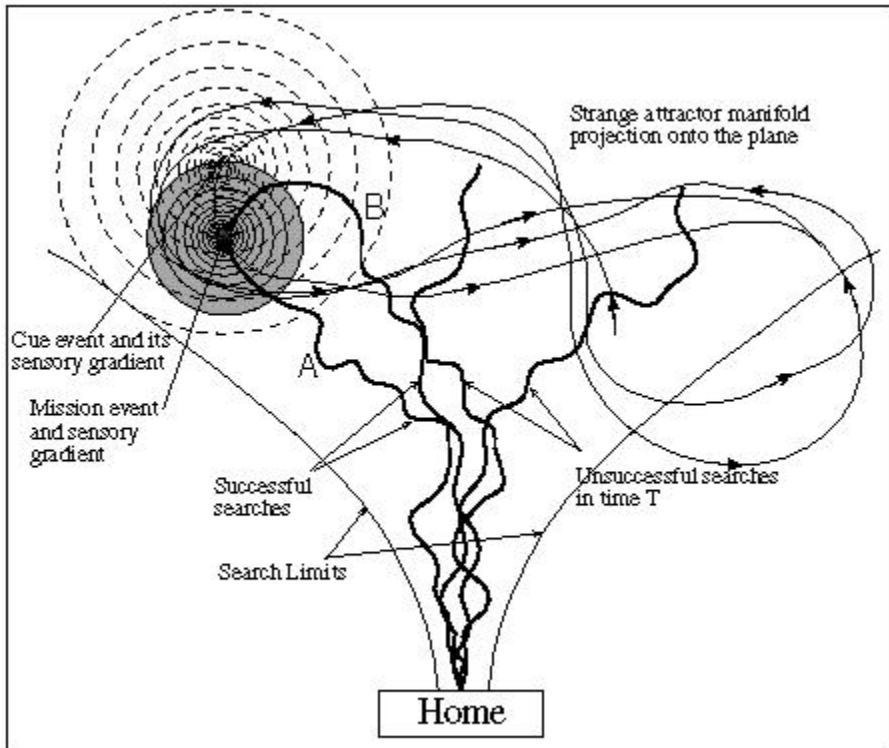 Strange attractor manifold
projection onto the plane
B
Cue event and its
sensory gradient
A
Mission event
and sensory
gradient
Successful
searches
Unsuccessful searches
in time T
Search Limits
Home